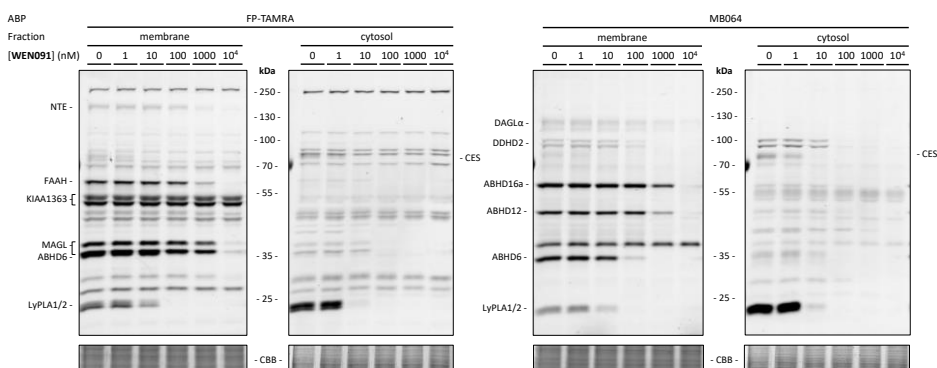 ABP FP-TAMRA MB064
Fraction membrane cytosol membrane cytosol
[WEN091] (nM) 0 1 10 100 1000 10⁴ 0 1 10 100 1000 10⁴ 0 1 10 100 1000 10⁴ 0 1 10 100 1000 10⁴
kDa kDa
- 250 - - 250 -
NTE -
- 130 - - 130 -
DAGLα -
- 100 - - 100 -
DDHD2 -
- CES - CES
- 70 - - 70 -
FAAH -
ABHD16a -
- 55 - - 55 -
KIAA1363
ABHD12 -
MAGL
ABHD6
- 35 - ABHD6 - - 35 -
- 25 - - 25 -
LyPLA1/2 - LyPLA1/2 -
- CBB - - CBB -